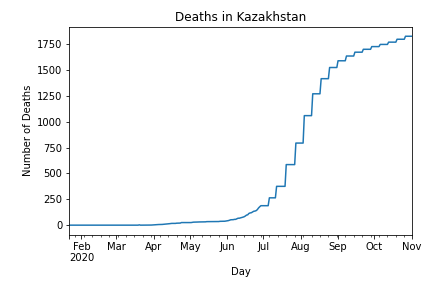 Deaths in Kazakhstan
Number of Deaths
1750
1500
1250
1000
750
500
250
0
Feb Mar Apr May Jun Jul Aug Sep Oct Nov
2020
Day